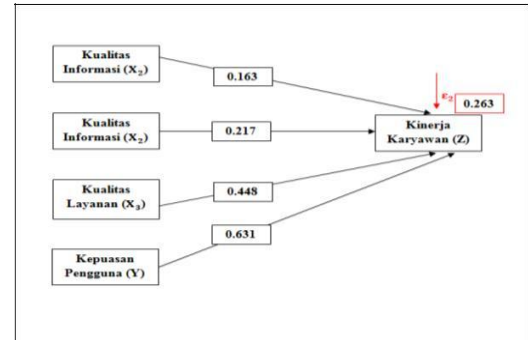 Kualitas
Informasi (X₂)
0.163
ε₂
0.263
Kualitas
Informasi (X₂)
0.217
Kinerja
Karyawan (Z)
Kualitas
Layanan (X₃)
0.448
0.631
Kepuasan
Pengguna (Y)